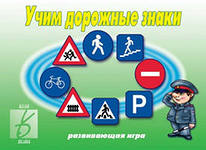 Учим дорожные знаки
P
развивающая игра